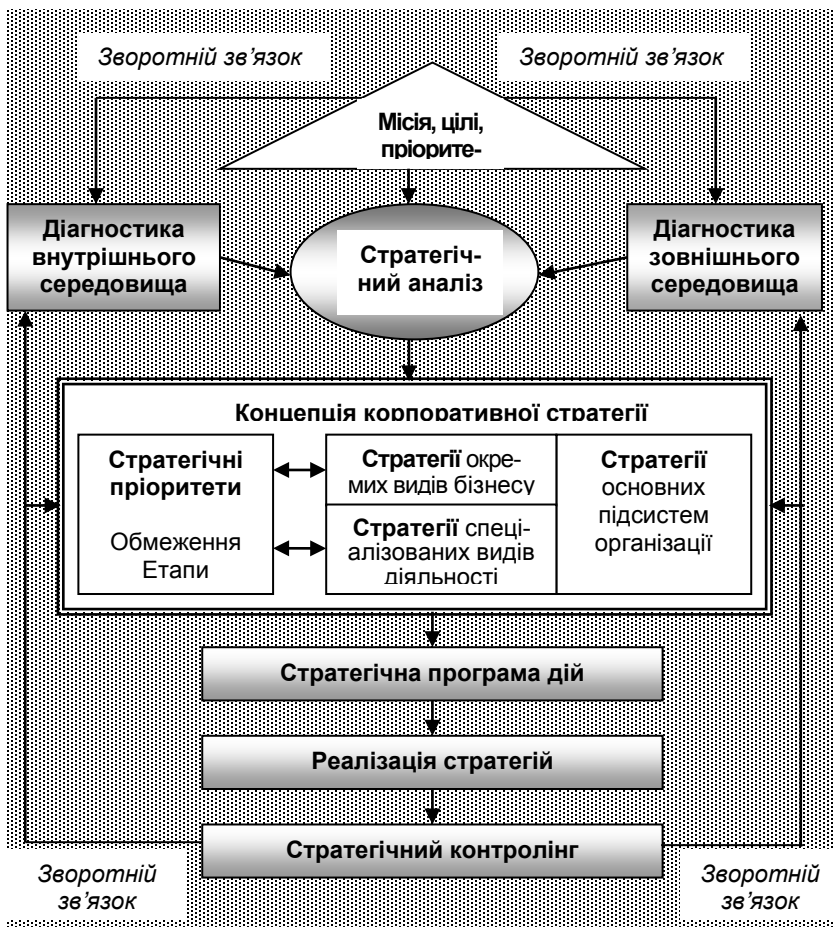 Зворотній зв’язок
Зворотній зв’язок
Місія, цілі,
пріорите-
Діагностика
внутрішнього
середовища
Стратегіч-
ний аналіз
Діагностика
зовнішнього
середовища
Концепція корпоративної стратегії
Стратегічні
пріоритети
Обмеження
Етапи
Стратегії окре-
мих видів бізнесу
Стратегії спеці-
алізованих видів
діяльності
Стратегії
основних
підсистем
організації
Стратегічна програма дій
Реалізація стратегій
Стратегічний контролінг
Зворотній
зв’язок
Зворотній
зв’язок